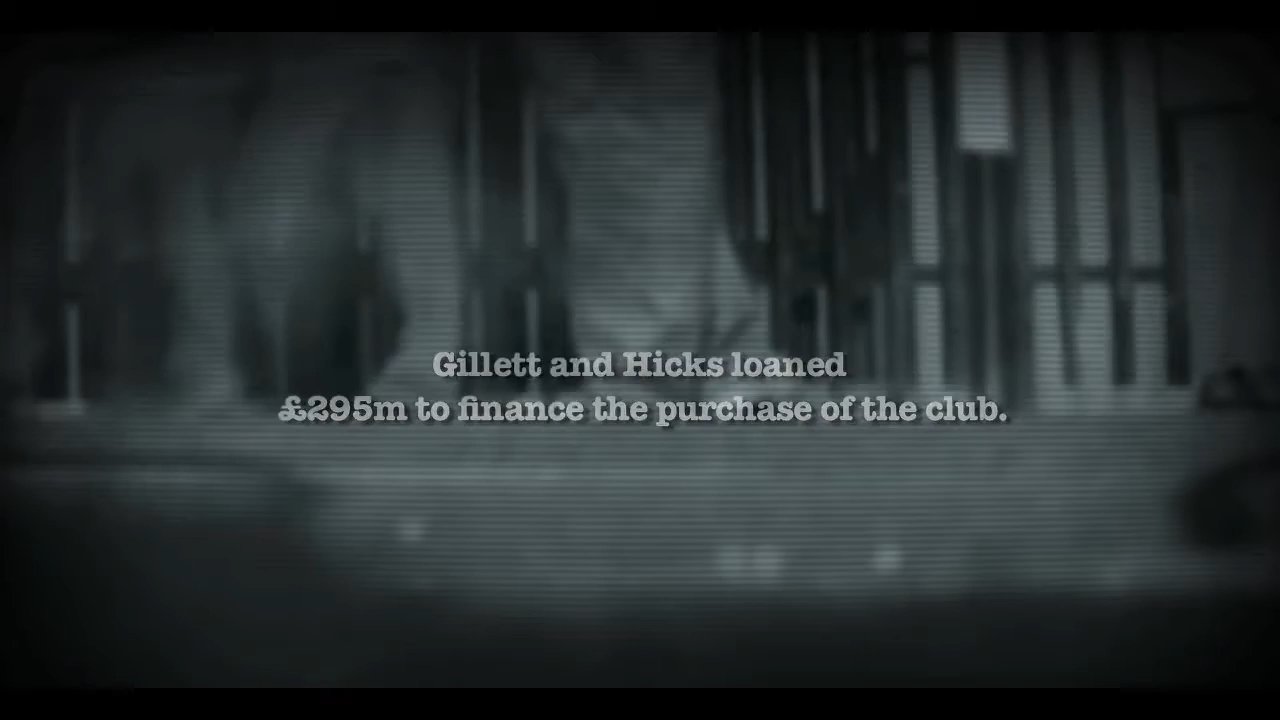 Gillett and Hicks loaned
£295m to finance the purchase of the club.